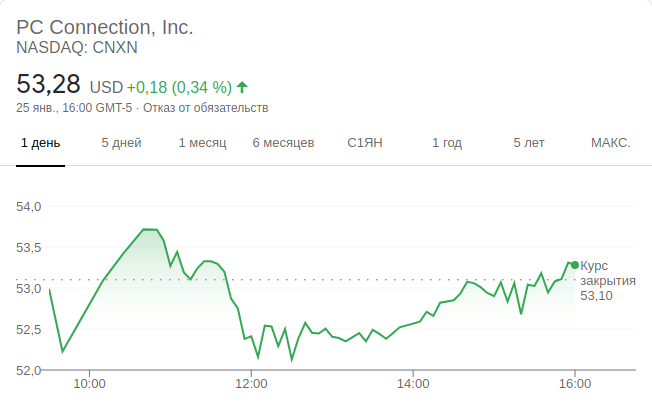 PC Connection, Inc.
NASDAQ: CNXN
53,28 USD +0,18 (0,34 %)
25 янв., 16:00 GMT-5 · Отказ от обязательств
1 день 5 дней 1 месяц 6 месяцев С1ЯН 1 год 5 лет МАКС.
54,0
53,5
53,0
52,5
52,0
Курс
закрытия
53,10
10:00 12:00 14:00 16:00